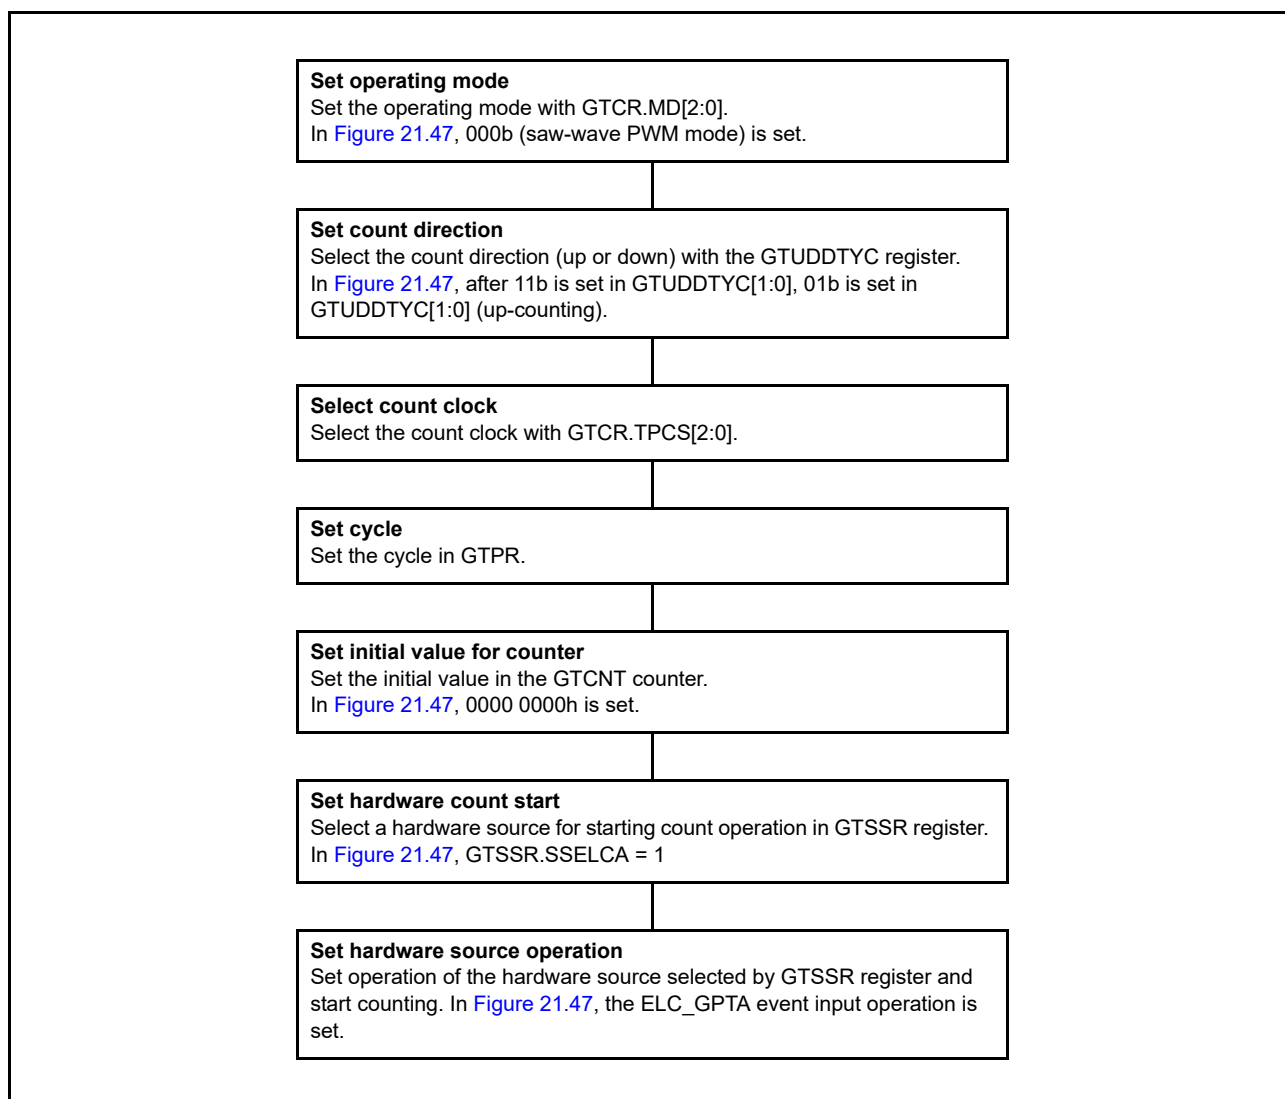 Set operating mode
Set the operating mode with GTCR.MD[2:0].
In Figure 21.47, 000b (saw-wave PWM mode) is set.
Set count direction
Select the count direction (up or down) with the GTUDDTYC register.
In Figure 21.47, after 11b is set in GTUDDTYC[1:0], 01b is set in
GTUDDTYC[1:0] (up-counting).
Select count clock
Select the count clock with GTCR.TPCS[2:0].
Set cycle
Set the cycle in GTPR.
Set initial value for counter
Set the initial value in the GTCNT counter.
In Figure 21.47, 0000 0000h is set.
Set hardware count start
Select a hardware source for starting count operation in GTSSR register.
In Figure 21.47, GTSSR.SSELCA = 1
Set hardware source operation
Set operation of the hardware source selected by GTSSR register and
start counting. In Figure 21.47, the ELC_GPTA event input operation is
set.